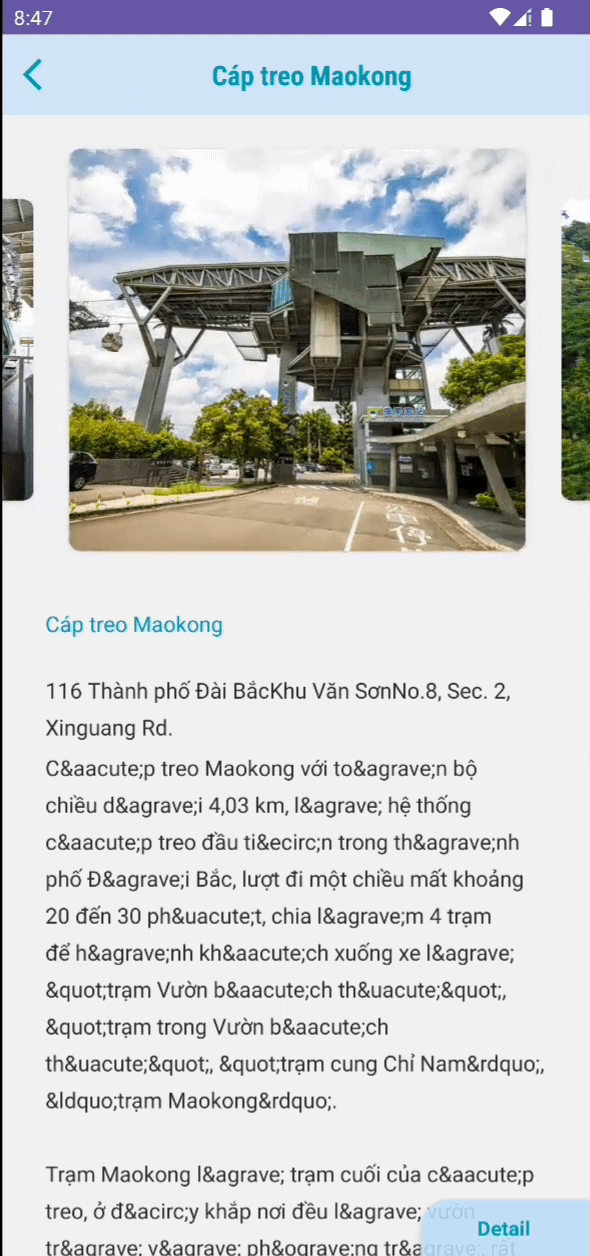 8:47
Cáp treo Maokong
Cáp treo Maokong
116 Thành phố Đài BắcKhu Văn SơnNo.8, Sec. 2,
Xinguang Rd.
C&aacute;p treo Maokong với to&agrave;n bộ
chiều d&agrave;i 4,03 km, l&agrave; hệ thống
c&aacute;p treo đầu ti&ecirc;n trong th&agrave;nh
phố Đ&agrave;i Bắc, lượt đi một chiều mất khoảng
20 đến 30 ph&uacute;t, chia l&agrave;m 4 trạm
để h&agrave;nh kh&aacute;ch xuống xe l&agrave;
&quot;trạm Vườn b&aacute;ch th&uacute;&quot;,
&quot;trạm trong Vườn b&aacute;ch
th&uacute;&quot;, &quot;trạm cung Chỉ Nam&rdquo;,
&ldquo;trạm Maokong&rdquo;.
Trạm Maokong l&agrave; trạm cuối của c&aacute;p
treo, ở đ&acirc;y khắp nơi đều l&agrave; vườn
tr&agrave; v&agrave; ph&ograve;ng tr&agrave;, rất
Detail